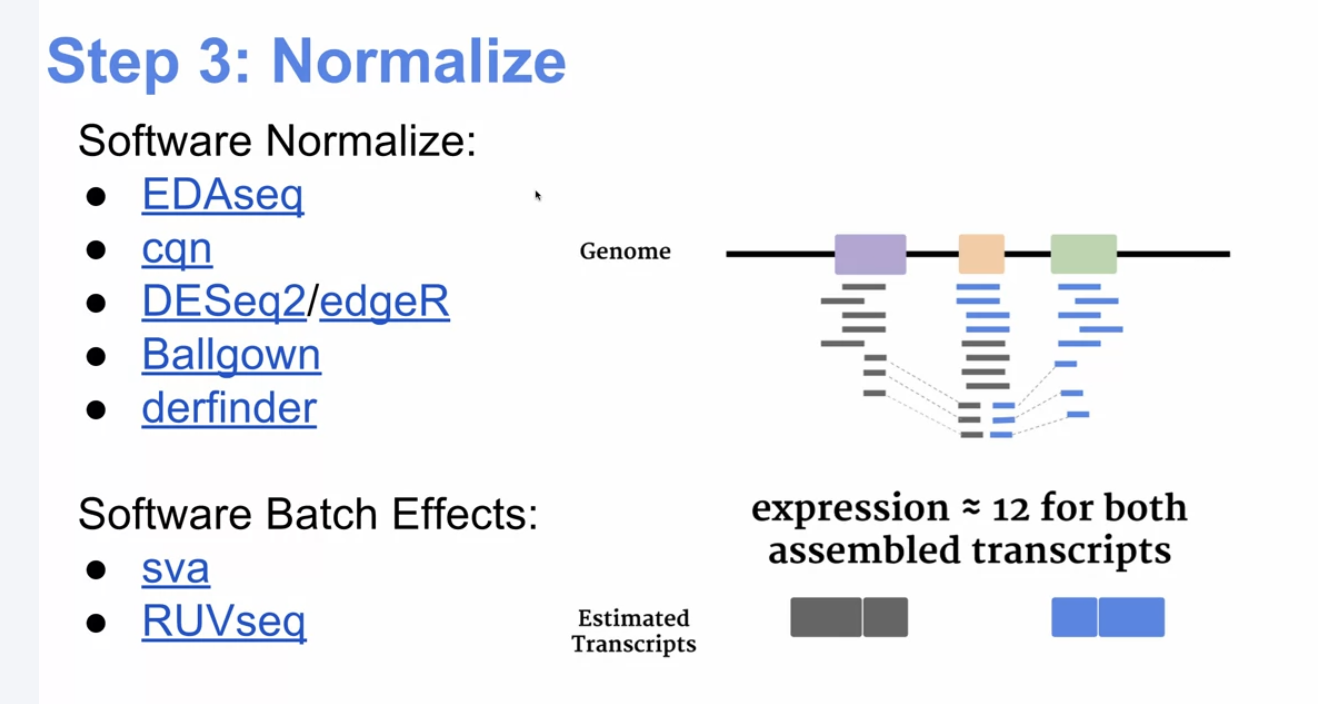 Step 3: Normalize
Software Normalize:
● EDAseq
● cqn
● DESeq2/edgeR
● Ballgown
● derfinder
Software Batch Effects:
● sva
● RUVseq
Genome
expression ≈ 12 for both
assembled transcripts
Estimated
Transcripts